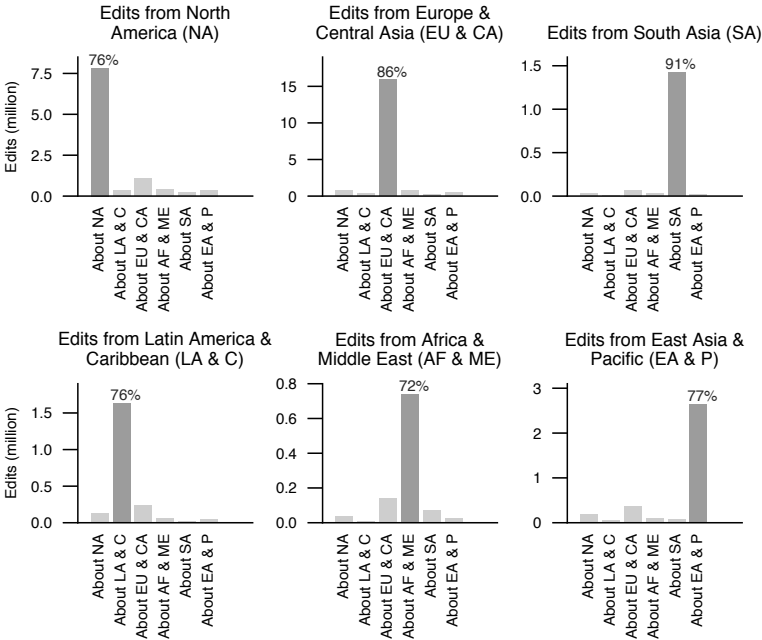 Edits from North
America (NA)
Edits from Europe &
Central Asia (EU & CA)
Edits from South Asia (SA)
Edits (million)
7.5
5.0
2.5
0.0
76%
About NA
About LA & C
About EU & CA
About AF & ME
About SA
About EA & P
15
10
5
0
86%
About NA
About LA & C
About EU & CA
About AF & ME
About SA
About EA & P
1.5
1.0
0.5
0.0
91%
About NA
About LA & C
About EU & CA
About AF & ME
About SA
About EA & P
Edits from Latin America &
Caribbean (LA & C)
Edits from Africa &
Middle East (AF & ME)
Edits from East Asia &
Pacific (EA & P)
Edits (million)
1.5
1.0
0.5
0.0
76%
About NA
About LA & C
About EU & CA
About AF & ME
About SA
About EA & P
0.8
0.6
0.4
0.2
0.0
72%
About NA
About LA & C
About EU & CA
About AF & ME
About SA
About EA & P
3
2
1
0
77%
About NA
About LA & C
About EU & CA
About AF & ME
About SA
About EA & P